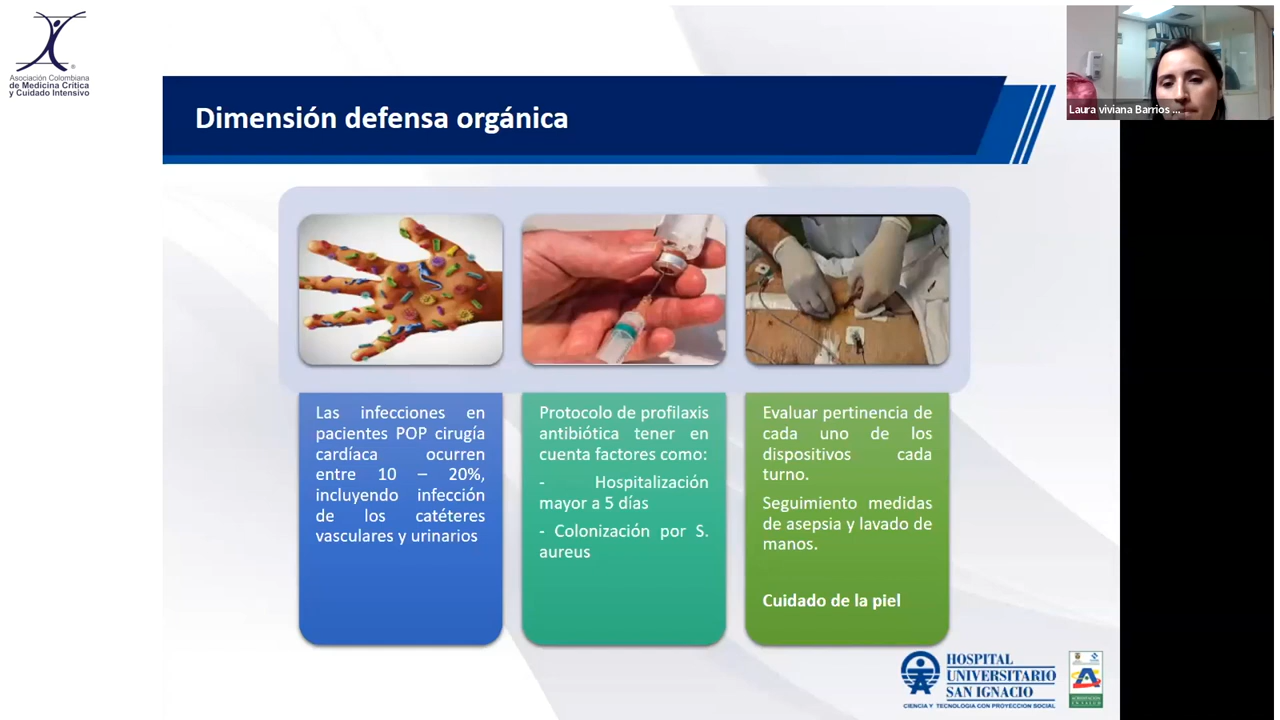 Asociación Colombiana
de Medicina Crítica
y Cuidado Intensivo
Laura viviana Barrios ...
Dimensión defensa orgánica
Las infecciones en
pacientes POP cirugía
cardíaca ocurren
entre 10 – 20%,
incluyendo infección
de los catéteres
vasculares y urinarios
Protocolo de profilaxis
antibiótica tener en
cuenta factores como:
- Hospitalización
mayor a 5 días
- Colonización por S.
aureus
Evaluar pertinencia de
cada uno de los
dispositivos cada
turno.
Seguimiento medidas
de asepsia y lavado de
manos.
Cuidado de la piel
HOSPITAL
UNIVERSITARIO
SAN IGNACIO
CIENCIA Y TECNOLOGIA CON PROYECCION SOCIAL